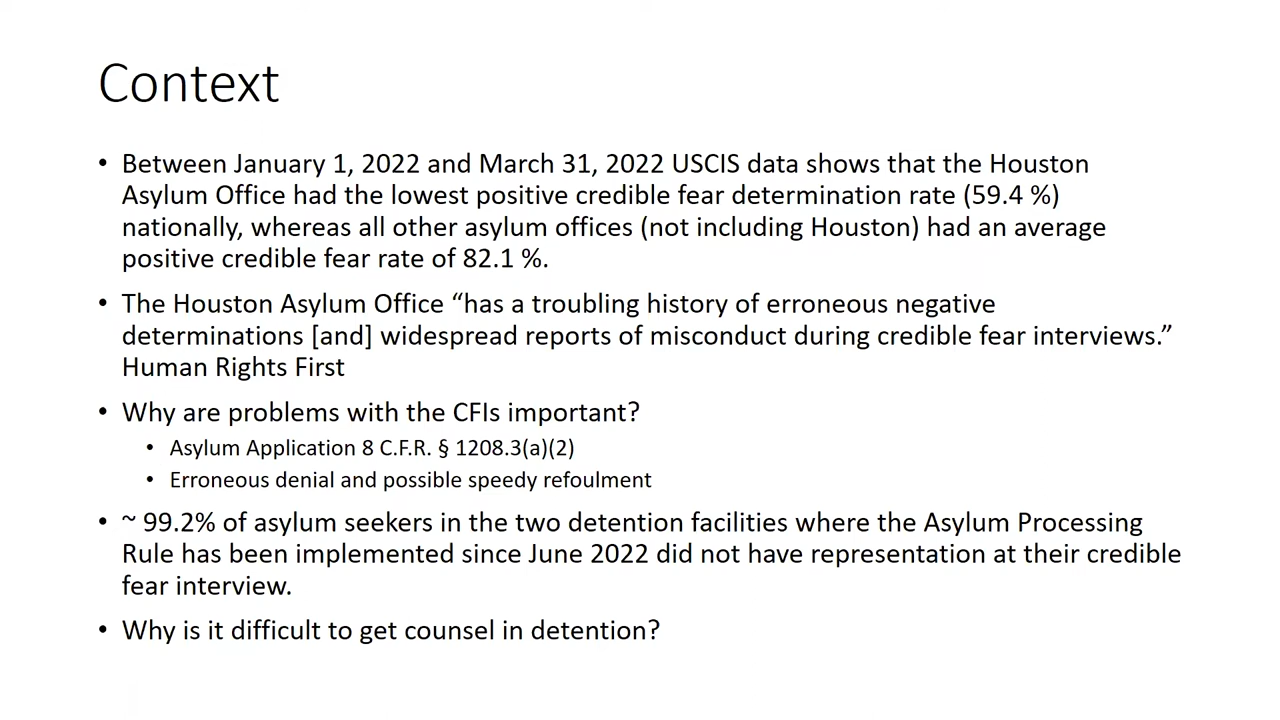 Context
• Between January 1, 2022 and March 31, 2022 USCIS data shows that the Houston
Asylum Office had the lowest positive credible fear determination rate (59.4 %)
nationally, whereas all other asylum offices (not including Houston) had an average
positive credible fear rate of 82.1 %.
• The Houston Asylum Office “has a troubling history of erroneous negative
determinations [and] widespread reports of misconduct during credible fear interviews.”
Human Rights First
• Why are problems with the CFIs important?
• Asylum Application 8 C.F.R. § 1208.3(a)(2)
• Erroneous denial and possible speedy refoulment
• ~ 99.2% of asylum seekers in the two detention facilities where the Asylum Processing
Rule has been implemented since June 2022 did not have representation at their credible
fear interview.
• Why is it difficult to get counsel in detention?